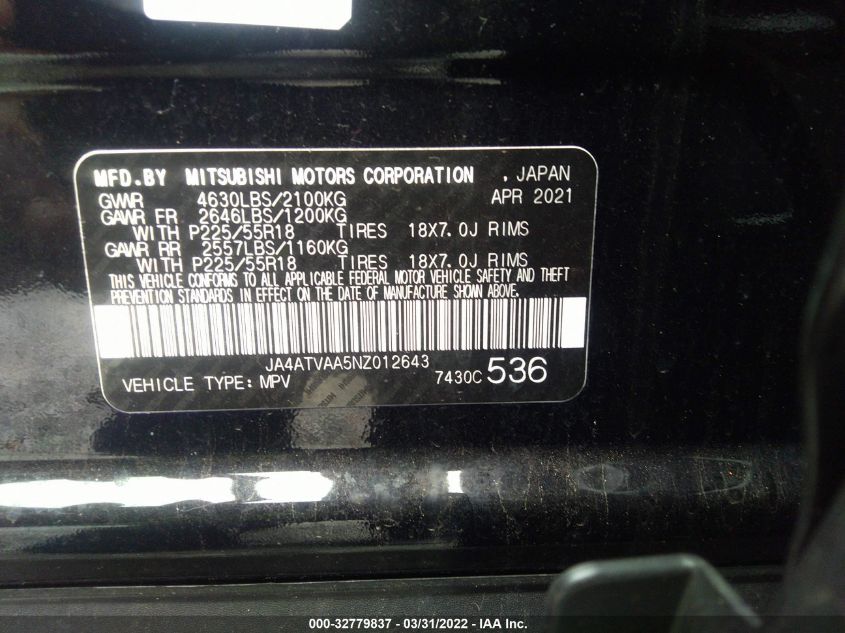 MFD.BY MITSUBISHI MOTORS CORPORATION , JAPAN
GVWR 4630LBS/2100KG APR 2021
GAWR FR 2646LBS/1200KG
WITH P225/55R18 TIRES 18X7.0J RIMS
GAWR RR 2557LBS/1160KG
WITH P225/55R18 TIRES 18X7.0J RIMS
THIS VEHICLE CONFORMS TO ALL APPLICABLE FEDERAL MOTOR VEHICLE SAFETY AND THEFT
PREVENTION STANDARDS IN EFFECT ON THE DATE OF MANUFACTURE SHOWN ABOVE.
JA4ATVAA5NZ012643
VEHICLE TYPE: MPV 7430C 536
000-32779837 - 03/31/2022 - IAA Inc.